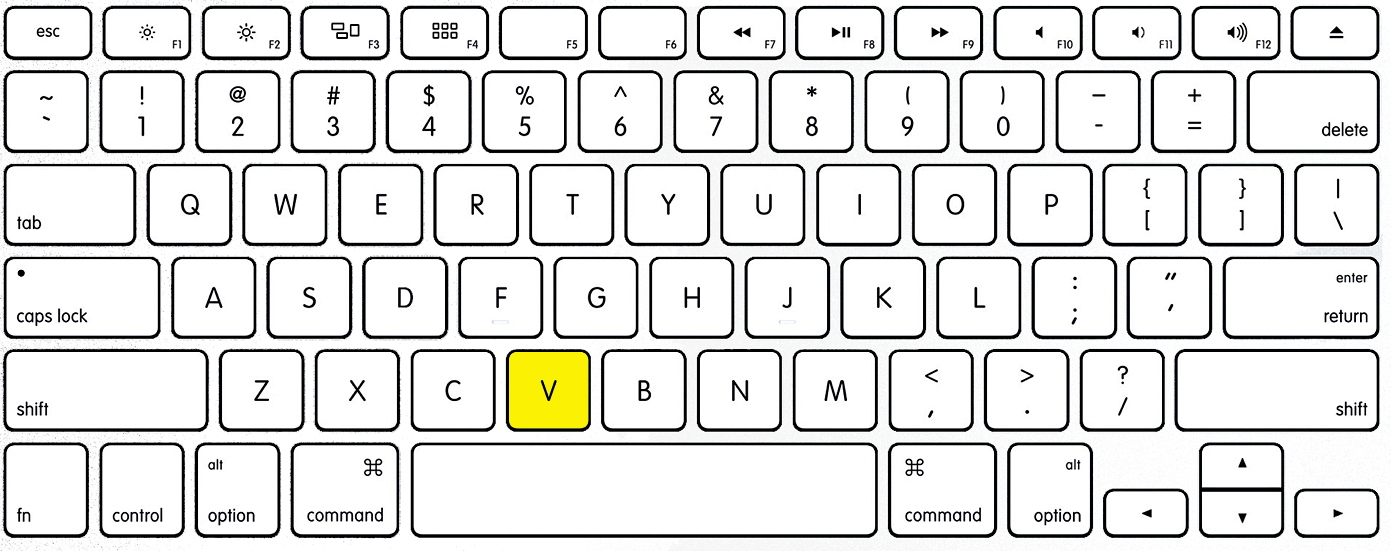 esc F1 F2 F3 F4 F5 F6 F7 F8 F9 F10 F11 F12
~ ! @ # $ % ^ & * ( ) – +
` 1 2 3 4 5 6 7 8 9 0 - = delete
tab Q W E R T Y U I O P { [ } ] | \
caps lock A S D F G H J K L : ; " ' enter return
shift Z X C V B N M < , > . ? / shift
fn control alt option ⌘ command ⌘ command alt option ◄ ▲ ▼ ►